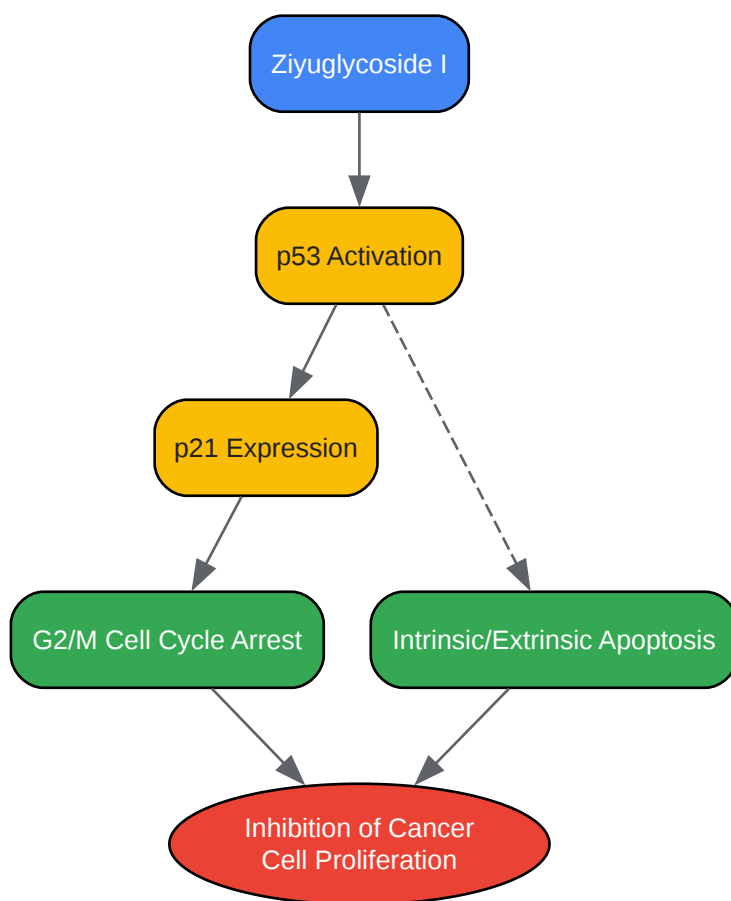 Ziyuglycoside I
p53 Activation
p21 Expression
G2/M Cell Cycle Arrest
Intrinsic/Extrinsic Apoptosis
Inhibition of Cancer
Cell Proliferation